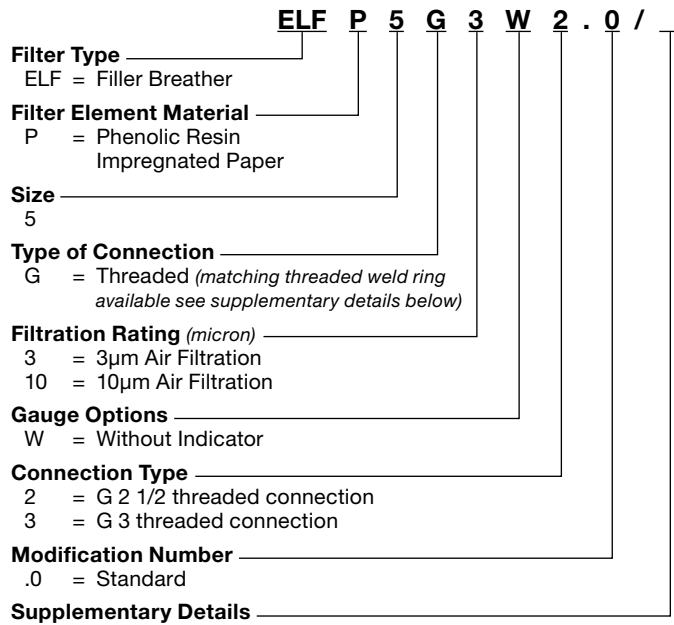 ELF P 5 G 3 W 2 . 0 / _
Filter Type
ELF = Filler Breather
Filter Element Material
P = Phenolic Resin
Impregnated Paper
Size
5
Type of Connection
G = Threaded (matching threaded weld ring
available see supplementary details below)
Filtration Rating (micron)
3 = 3µm Air Filtration
10 = 10µm Air Filtration
Gauge Options
W = Without Indicator
Connection Type
2 = G 2 1/2 threaded connection
3 = G 3 threaded connection
Modification Number
.0 = Standard
Supplementary Details